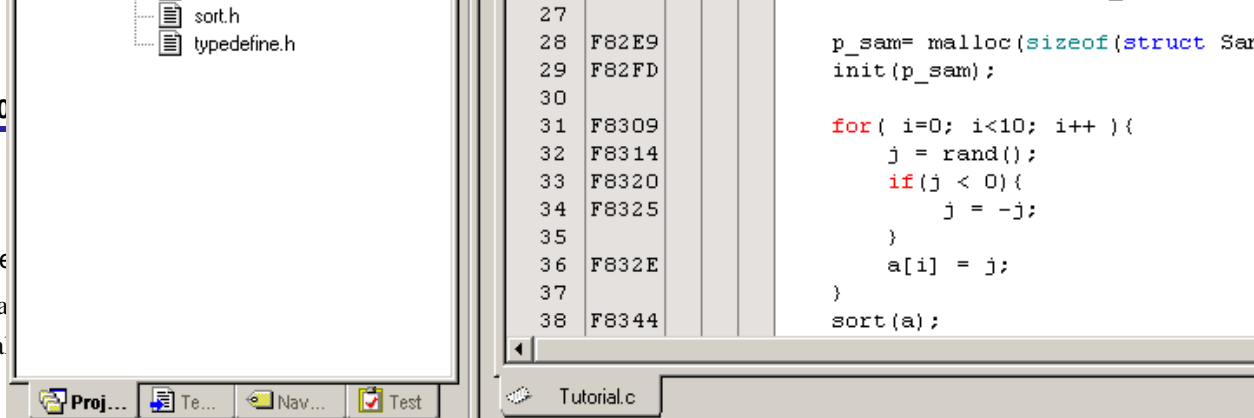 sort.h
typedefine.h
27
28 F82E9 p_sam= malloc(sizeof(struct Sam
29 F82FD init(p_sam);
30
31 F8309 for( i=0; i<10; i++ ){
32 F8314 j = rand();
33 F8320 if(j < 0){
34 F8325 j = -j;
35 }
36 F832E a[i] = j;
37 }
38 F8344 sort(a);
Proj... Te... Nav... Test
Tutorial.c